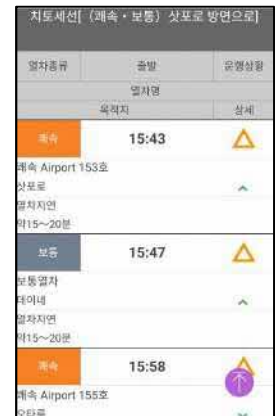 치토세선[ (쾌속・보통) 삿포로
방면으로]
열차종류 출발 운행상황
열차명
목적지 상세
쾌속 15:43
쾌속 Airport 153호
삿포로
열차지연
약15～20분
보통 15:47
보통열차
테이네
열차지연
약15～20분
쾌속 15:58
쾌속 Airport 155호
오타루